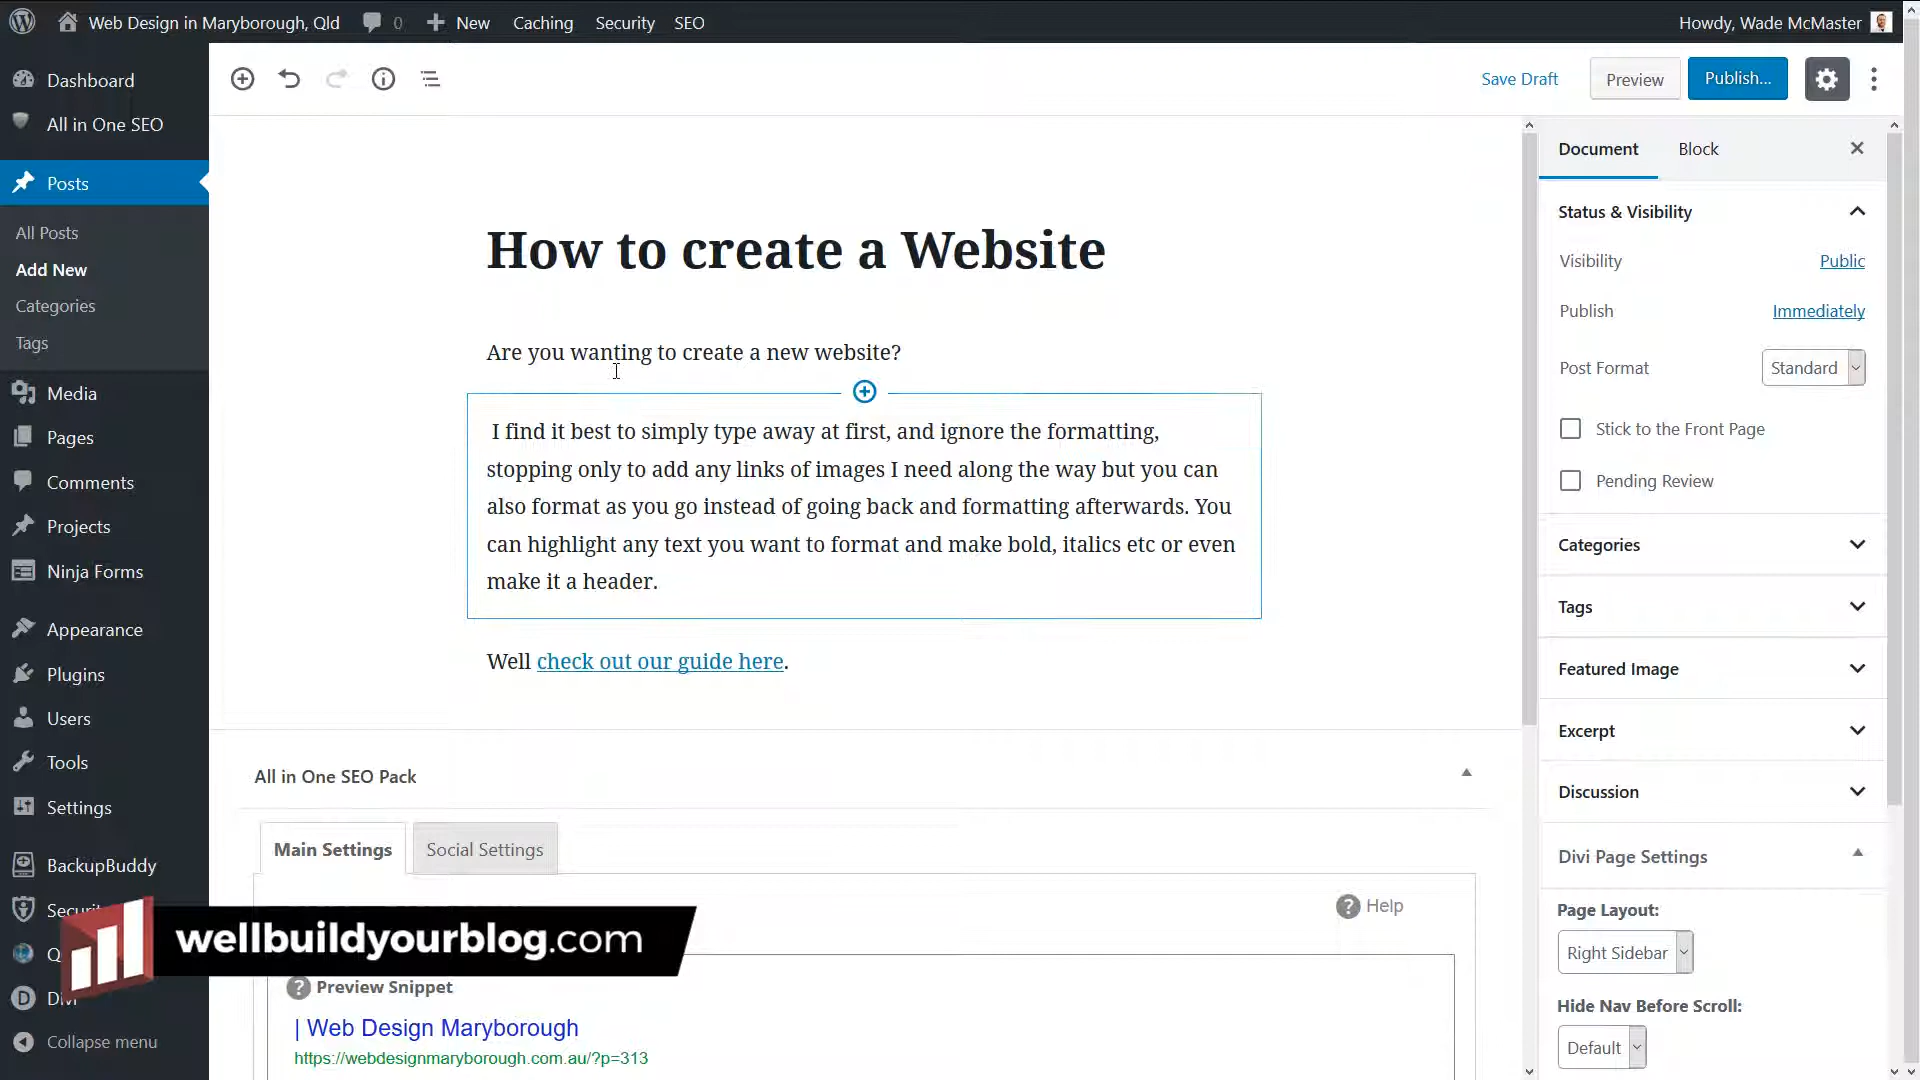 Web Design in Maryborough, Qld 0 New Caching Security SEO Howdy, Wade McMaster
Dashboard
All in One SEO
Posts
All Posts
Add New
Categories
Tags
Media
Pages
Comments
Projects
Ninja Forms
Appearance
Plugins
Users
Tools
Settings
BackupBuddy
Securit
Q
Divi
Collapse menu
Save Draft Preview Publish...
How to create a Website
Are you wanting to create a new website?
I find it best to simply type away at first, and ignore the formatting,
stopping only to add any links of images I need along the way but you can
also format as you go instead of going back and formatting afterwards. You
can highlight any text you want to format and make bold, italics etc or even
make it a header.
Well check out our guide here.
All in One SEO Pack
Main Settings Social Settings
Help
Preview Snippet
| Web Design Maryborough
https://webdesignmaryborough.com.au/?p=313
wellbuildyourblog.com
Document Block
Status & Visibility
Visibility Public
Publish Immediately
Post Format Standard
Stick to the Front Page
Pending Review
Categories
Tags
Featured Image
Excerpt
Discussion
Divi Page Settings
Page Layout:
Right Sidebar
Hide Nav Before Scroll:
Default